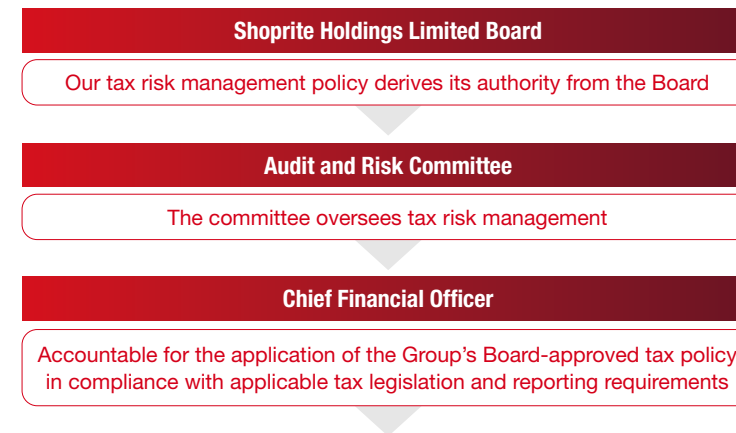 Shoprite Holdings Limited Board
Our tax risk management policy derives its authority from the Board
Audit and Risk Committee
The committee oversees tax risk management
Chief Financial Officer
Accountable for the application of the Group’s Board-approved tax policy
in compliance with applicable tax legislation and reporting requirements